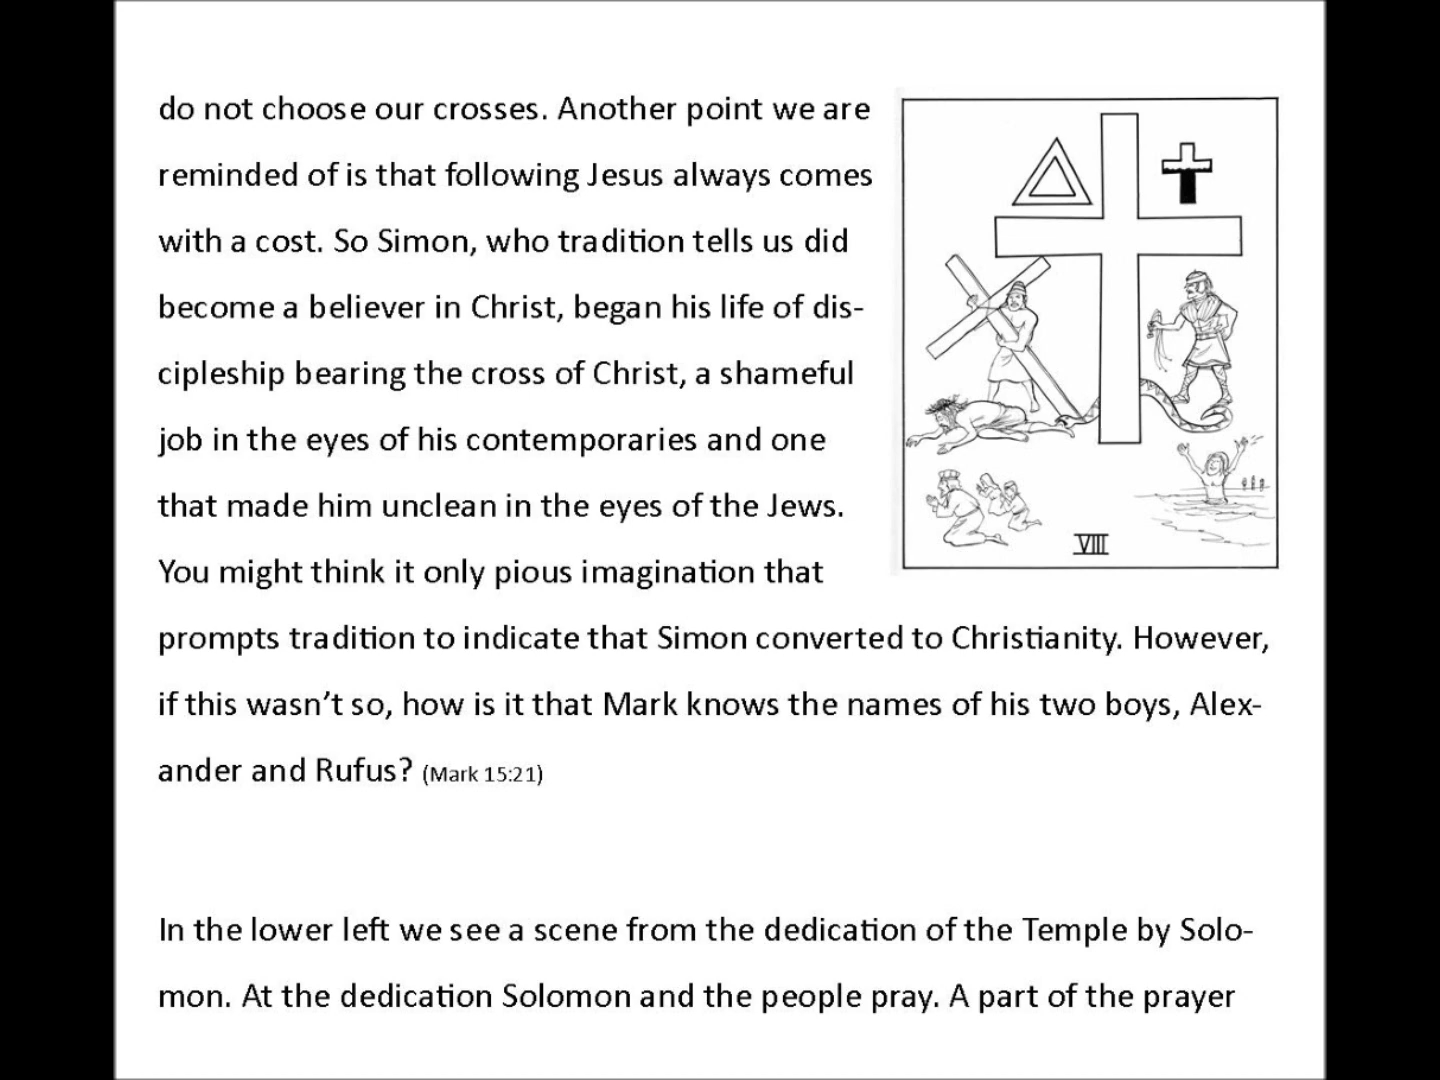 do not choose our crosses. Another point we are
reminded of is that following Jesus always comes
with a cost. So Simon, who tradition tells us did
become a believer in Christ, began his life of dis-
cipleship bearing the cross of Christ, a shameful
job in the eyes of his contemporaries and one
that made him unclean in the eyes of the Jews.
You might think it only pious imagination that
prompts tradition to indicate that Simon converted to Christianity. However,
if this wasn’t so, how is it that Mark knows the names of his two boys, Alex-
ander and Rufus? (Mark 15:21)
In the lower left we see a scene from the dedication of the Temple by Solo-
mon. At the dedication Solomon and the people pray. A part of the prayer
VIII